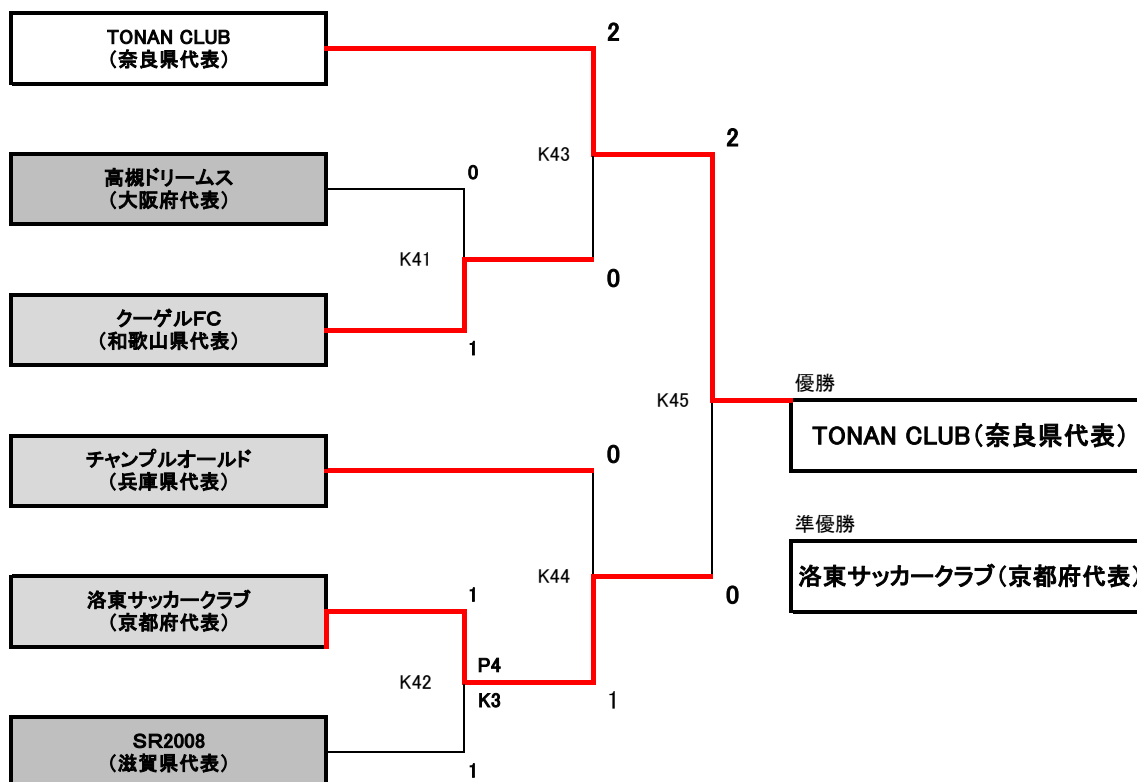 TONAN CLUB
（奈良県代表）
2
K43
2
高槻ドリームス
（大阪府代表）
0
K41
0
クーゲルFC
（和歌山県代表）
1
K45
優勝
TONAN CLUB（奈良県代表）
チャンプルオールド
（兵庫県代表）
0
準優勝
洛東サッカークラブ（京都府代表）
K44
0
洛東サッカークラブ
（京都府代表）
1
P4
K42
K3
1
SR2008
（滋賀県代表）
1